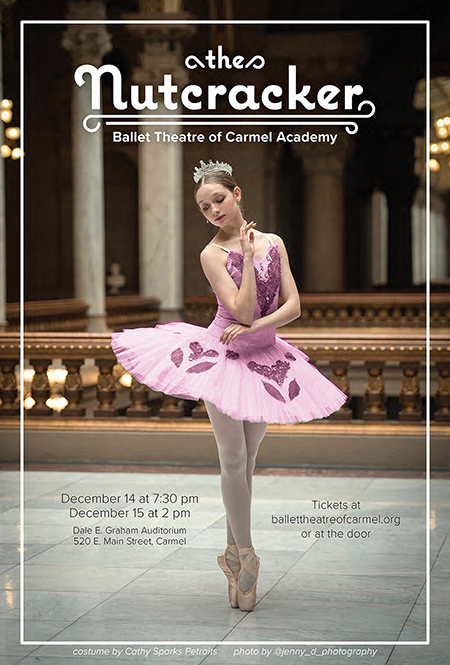 the
Nutcracker
Ballet Theatre of Carmel Academy
December 14 at 7:30 pm
December 15 at 2 pm
Dale E. Graham Auditorium
520 E. Main Street, Carmel
Tickets at
ballettheatreofcarmel.org
or at the door
costume by Cathy Sparks Petraits photo by @jenny_d_photography